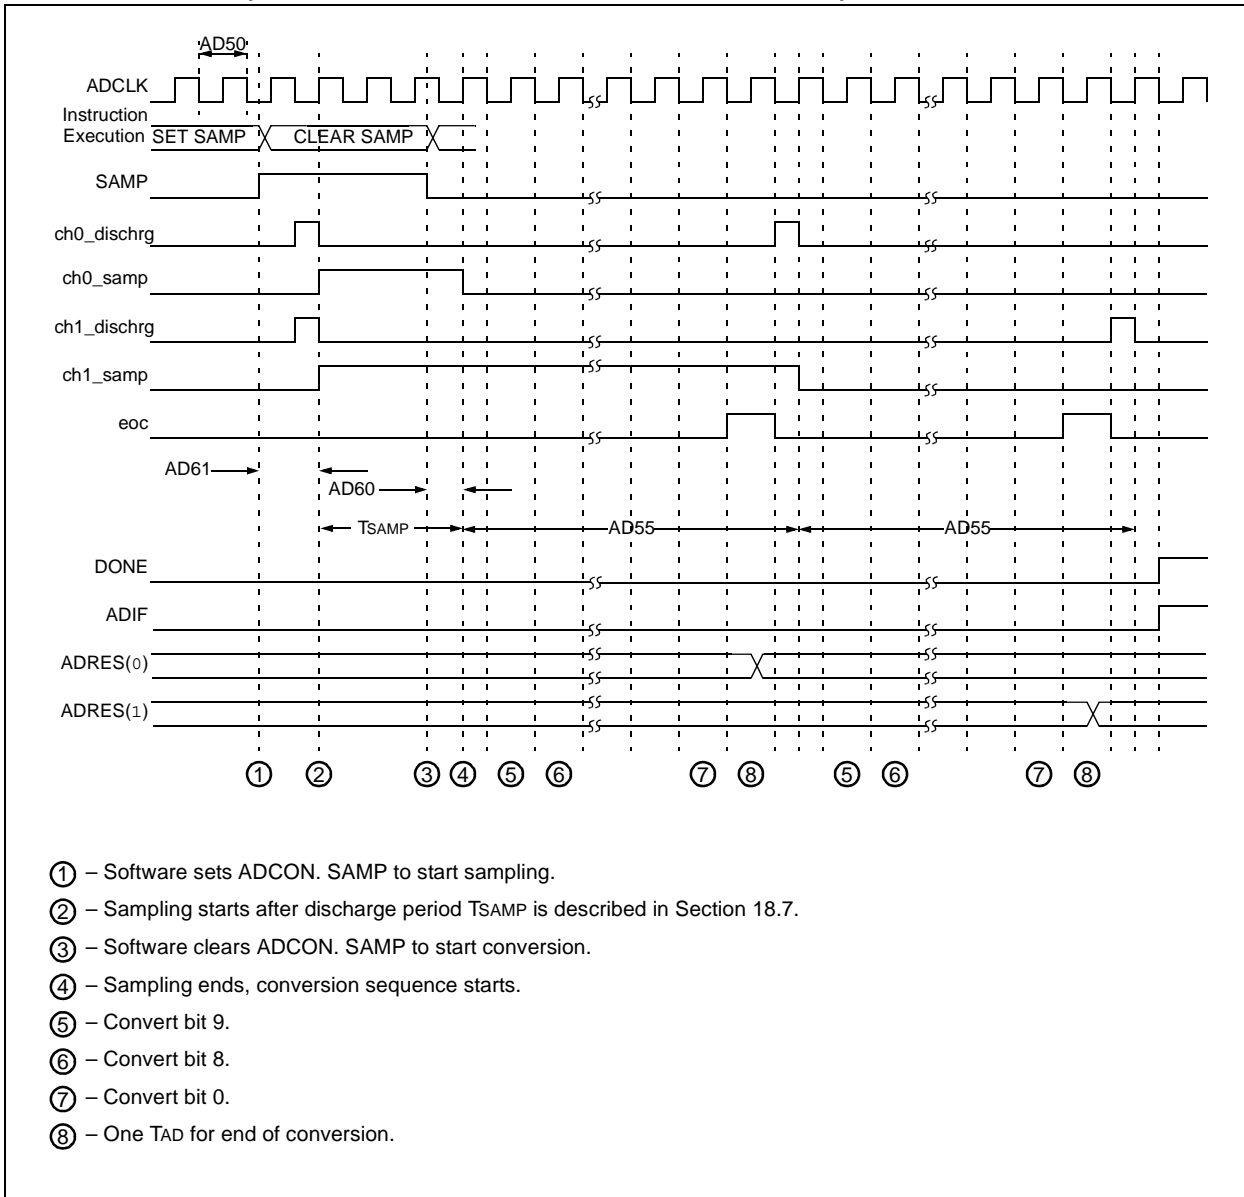 AD50
ADCLK
Instruction
Execution SET SAMP CLEAR SAMP
SAMP
ch0_dischrg
ch0_samp
ch1_dischrg
ch1_samp
eoc
AD61
AD60
TSAMP AD55 AD55
DONE
ADIF
ADRES(0)
ADRES(1)
1 2 3 4 5 6 7 8 5 6 7 8
1 – Software sets ADCON. SAMP to start sampling.
2 – Sampling starts after discharge period TSAMP is described in Section 18.7.
3 – Software clears ADCON. SAMP to start conversion.
4 – Sampling ends, conversion sequence starts.
5 – Convert bit 9.
6 – Convert bit 8.
7 – Convert bit 0.
8 – One TAD for end of conversion.